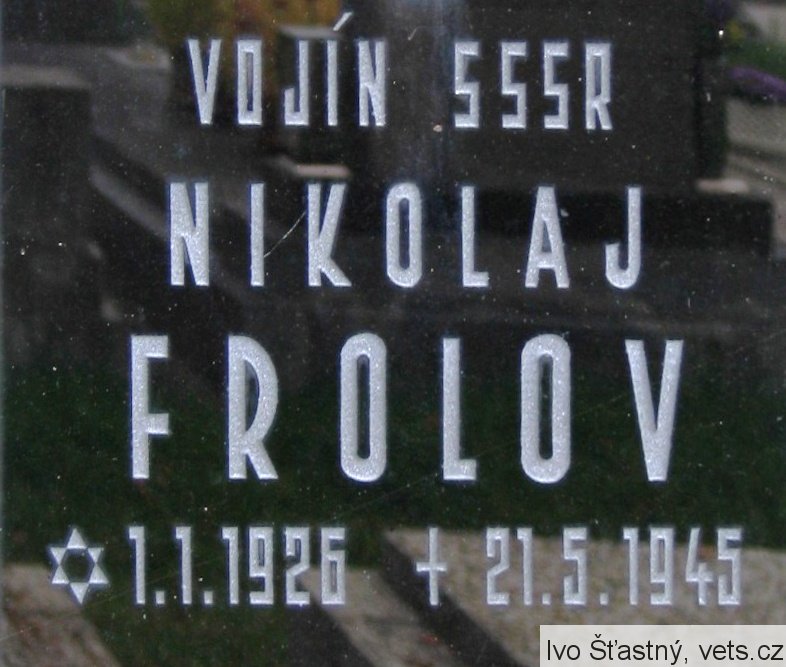 VOJÍN SSSR
NIKOLAJ
FROLOV
✡ 1.1.1926 ✝ 21.5.1945
Ivo Šťastný, vets.cz